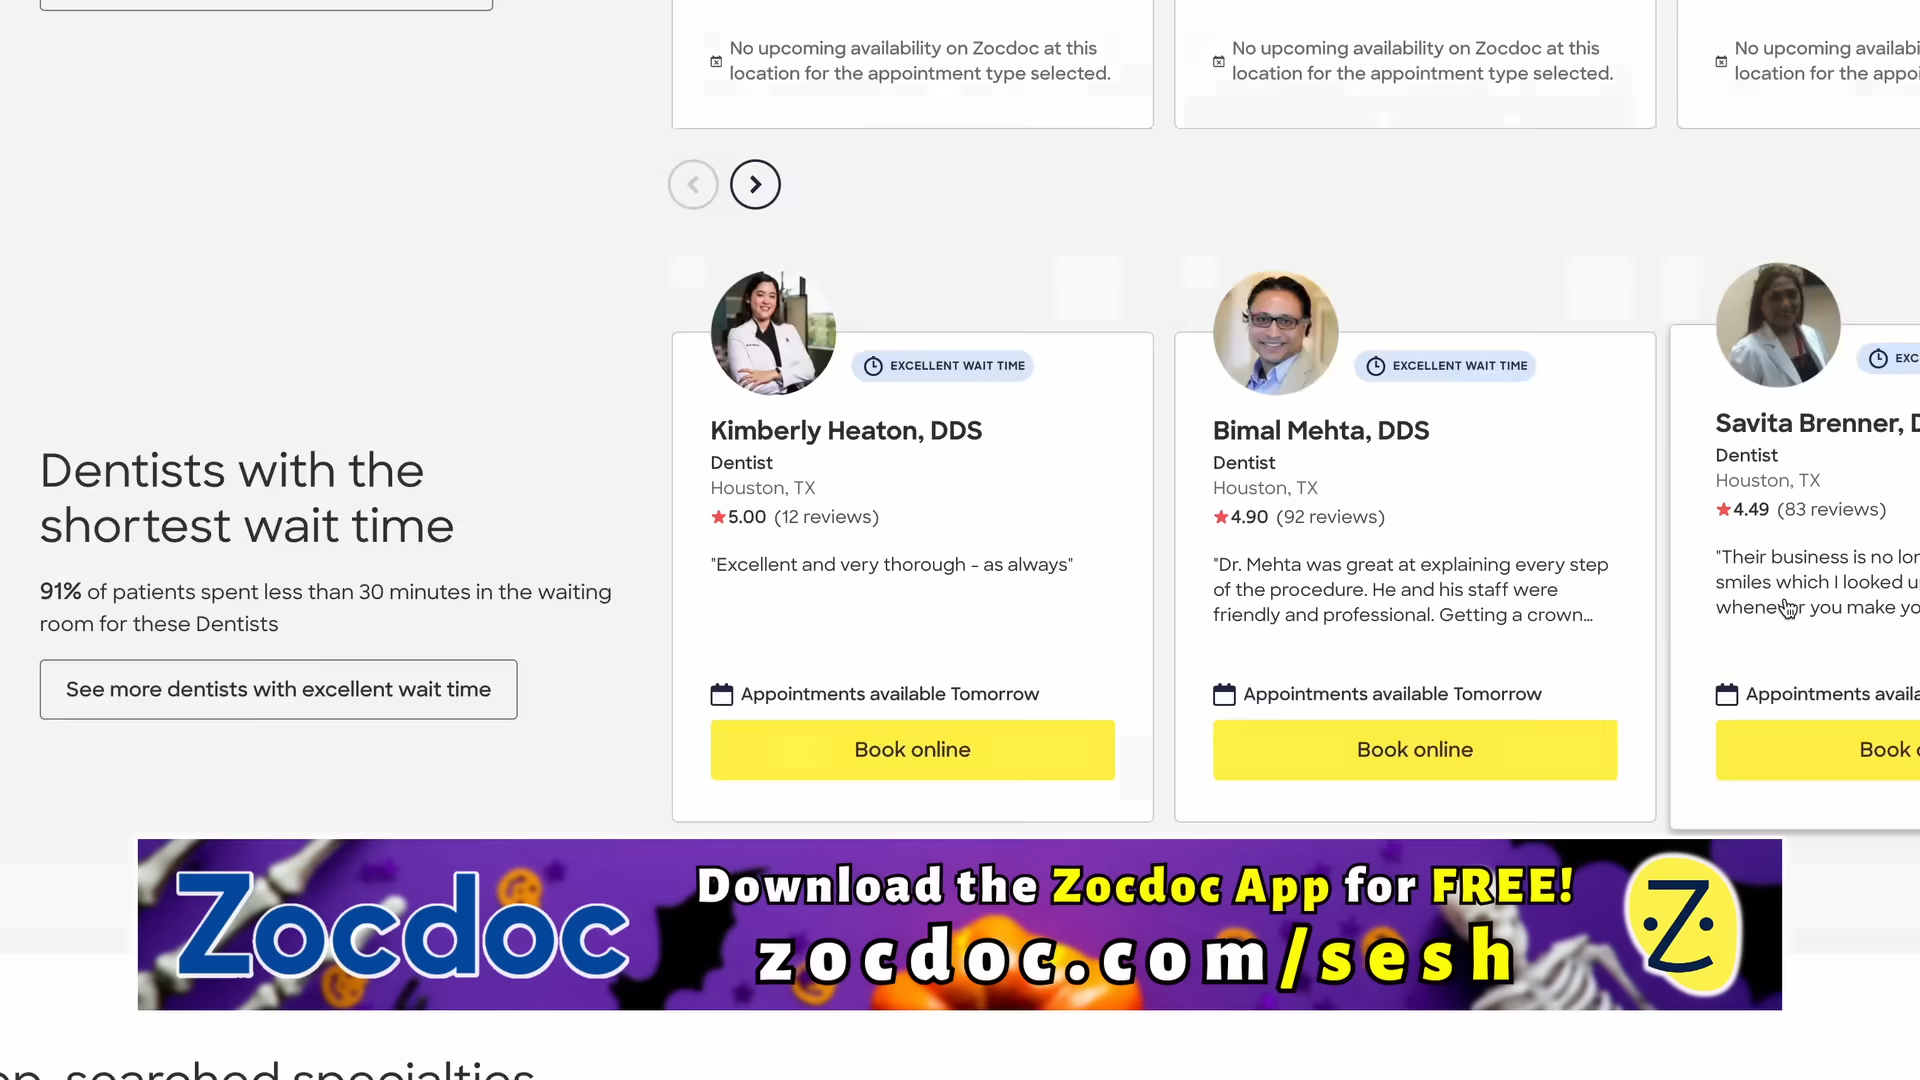 No upcoming availability on Zocdoc at this
location for the appointment type selected.
No upcoming availability on Zocdoc at this
location for the appointment type selected.
No upcoming
location for the
Dentists with the
shortest wait time
91% of patients spent less than 30 minutes in the waiting
room for these Dentists
See more dentists with excellent wait time
EXCELLENT WAIT TIME
Kimberly Heaton, DDS
Dentist
Houston, TX
5.00 (12 reviews)
"Excellent and very thorough - as always"
Appointments available Tomorrow
Book online
EXCELLENT WAIT TIME
Bimal Mehta, DDS
Dentist
Houston, TX
4.90 (92 reviews)
"Dr. Mehta was great at explaining every step
of the procedure. He and his staff were
friendly and professional. Getting a crown...
Appointments available Tomorrow
Book online
Savita Brenner,
Dentist
Houston, TX
4.49 (83 reviews)
"Their business is no
smiles which I looked
whenever you make
Appointments
Book
Zocdoc
Download the Zocdoc App for FREE!
zocdoc.com/sesh
Z
searched specialties